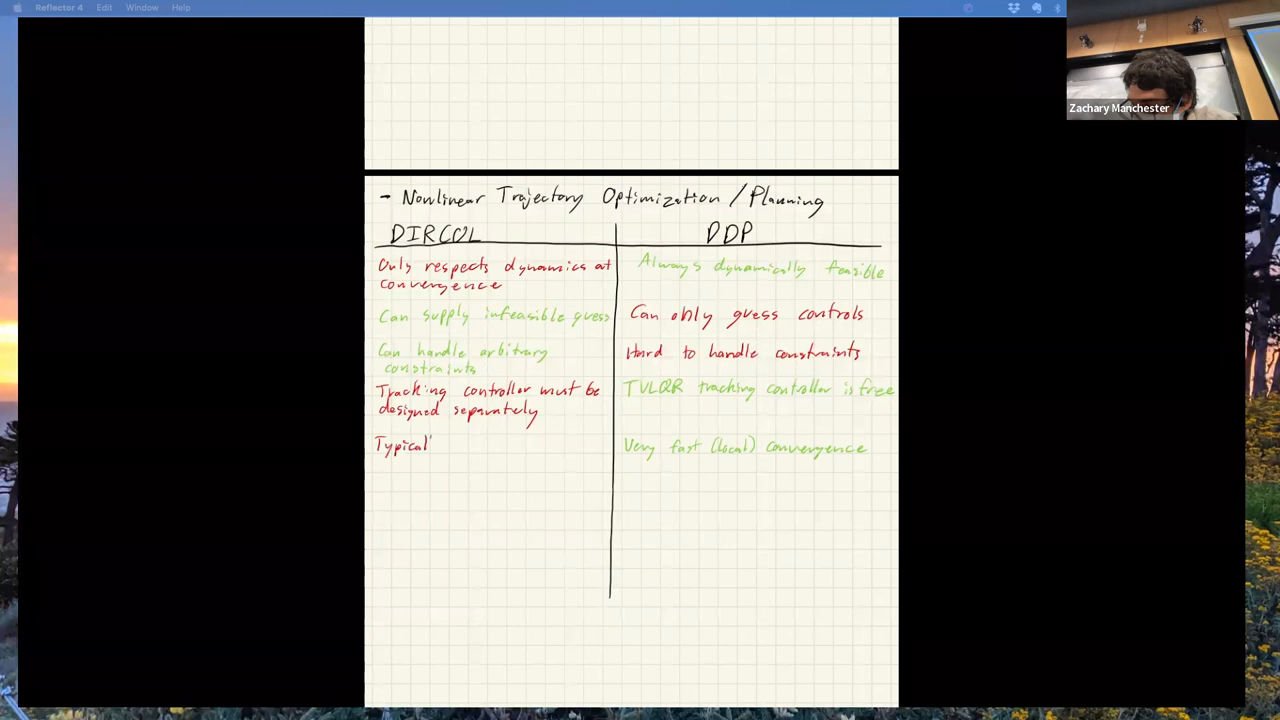 Reflector 4 Edit Window Help
Zachary Manchester
- Nonlinear Trajectory Optimization / Planning
DIRCOL
DDP
Only respects dynamics at
convergence
Always dynamically feasible
Can supply infeasible guess
Can only guess controls
Can handle arbitrary
constraints
Hard to handle constraints
Tracking controller must be
designed separately
TVLQR tracking controller is free
Typical
Very fast (local) convergence